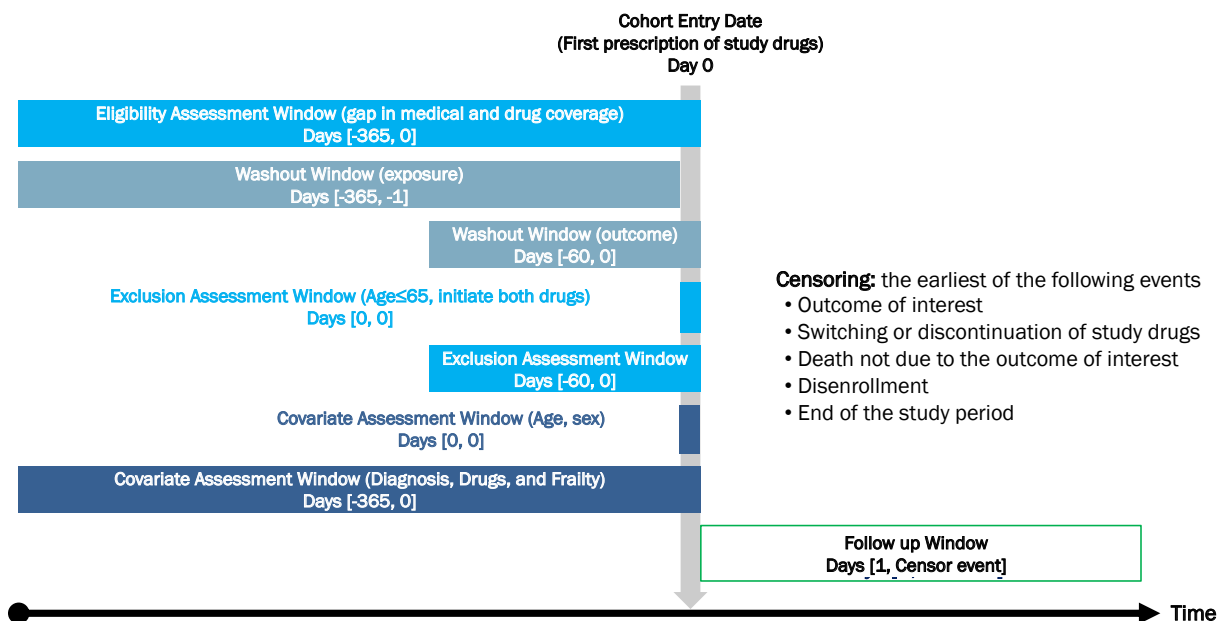 Cohort Entry Date
(First prescription of study drugs)
Day 0
Eligibility Assessment Window (gap in medical and drug coverage)
Days [-365, 0]
Washout Window (exposure)
Days [-365, -1]
Washout Window (outcome)
Days [-60, 0]
Exclusion Assessment Window (Age≤65, initiate both drugs)
Days [0, 0]
Exclusion Assessment Window
Days [-60, 0]
Covariate Assessment Window (Age, sex)
Days [0, 0]
Covariate Assessment Window (Diagnosis, Drugs, and Frailty)
Days [-365, 0]
Censoring: the earliest of the following events
• Outcome of interest
• Switching or discontinuation of study drugs
• Death not due to the outcome of interest
• Disenrollment
• End of the study period
Follow up Window
Days [1, Censor event]
Time